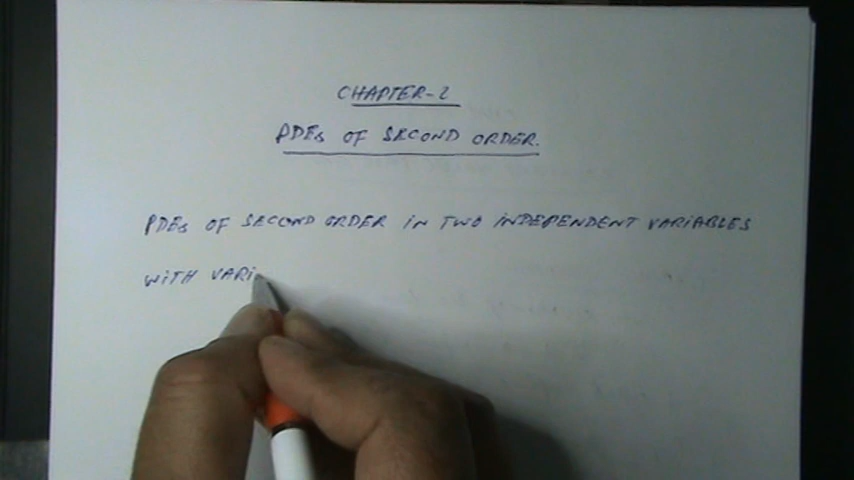 CHAPTER-2
PDEs OF SECOND ORDER.
PDEs OF SECOND ORDER IN TWO INDEPENDENT VARIABLES
WITH VARI